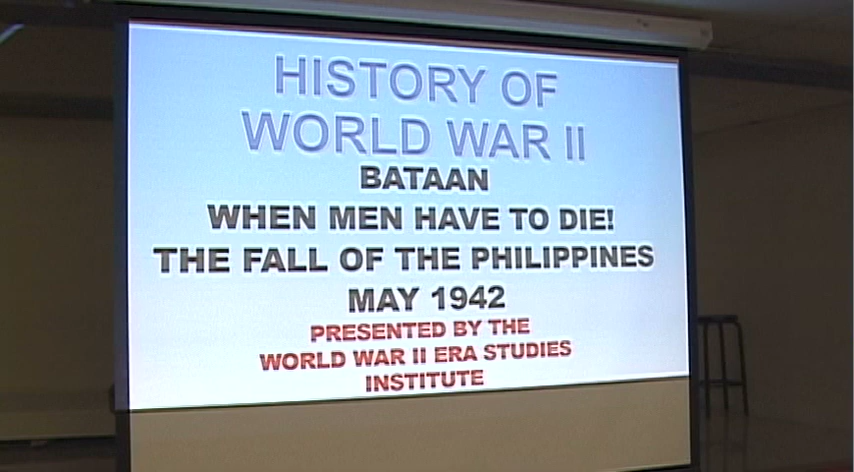 HISTORY OF
WORLD WAR II
BATAAN
WHEN MEN HAVE TO DIE!
THE FALL OF THE PHILIPPINES
MAY 1942
PRESENTED BY THE
WORLD WAR II ERA STUDIES
INSTITUTE